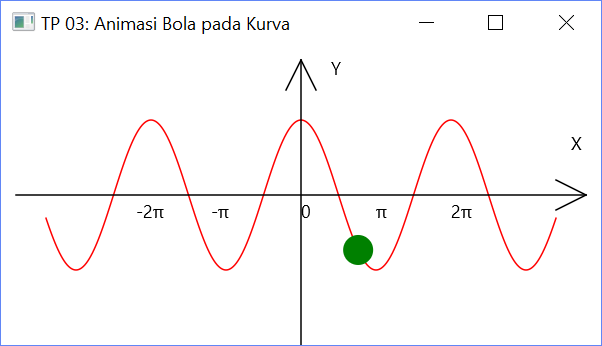 TP 03: Animasi Bola pada Kurva
Y
X
-2π -π 0 π 2π